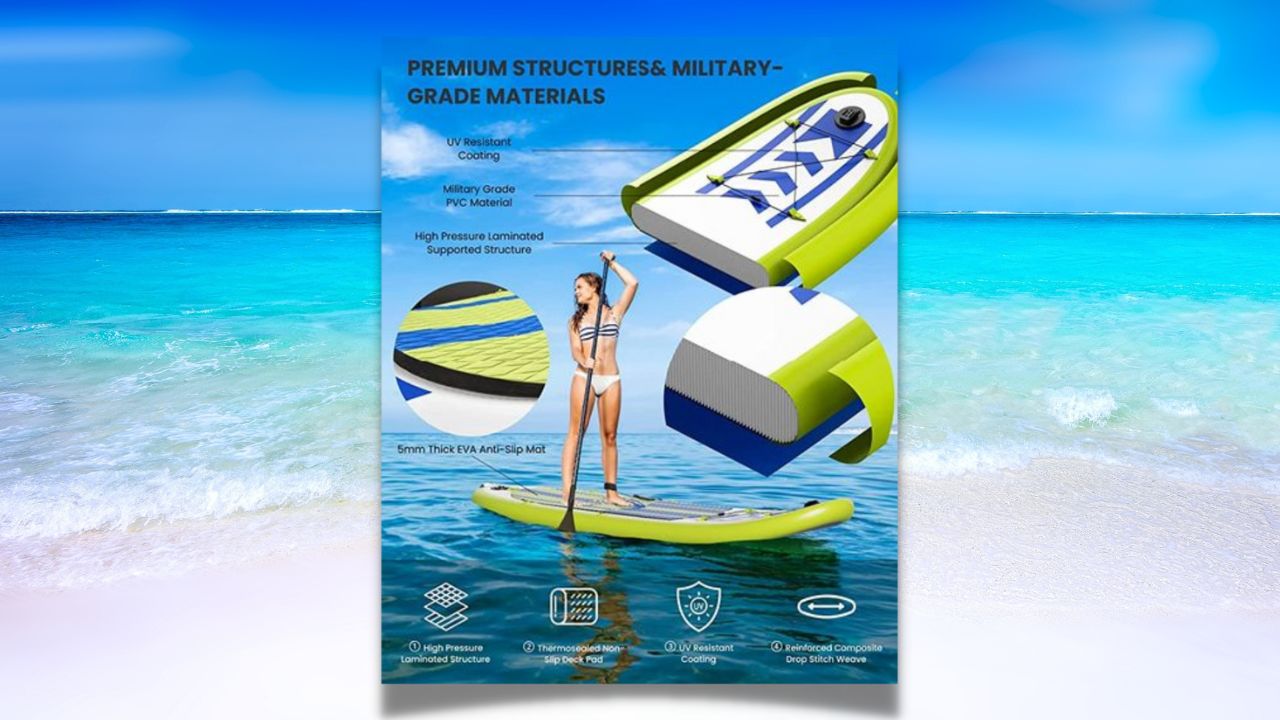 PREMIUM STRUCTURES& MILITARY-
GRADE MATERIALS
UV Resistant
Coating
Military Grade
PVC Material
High Pressure Laminated
Supported Structure
5mm Thick EVA Anti-Slip Mat
① High Pressure
Laminated Structure
② Thermosealed Non-
Slip Deck Pad
UV
③ UV Resistant
Coating
④ Reinforced Composite
Drop Stitch Weave